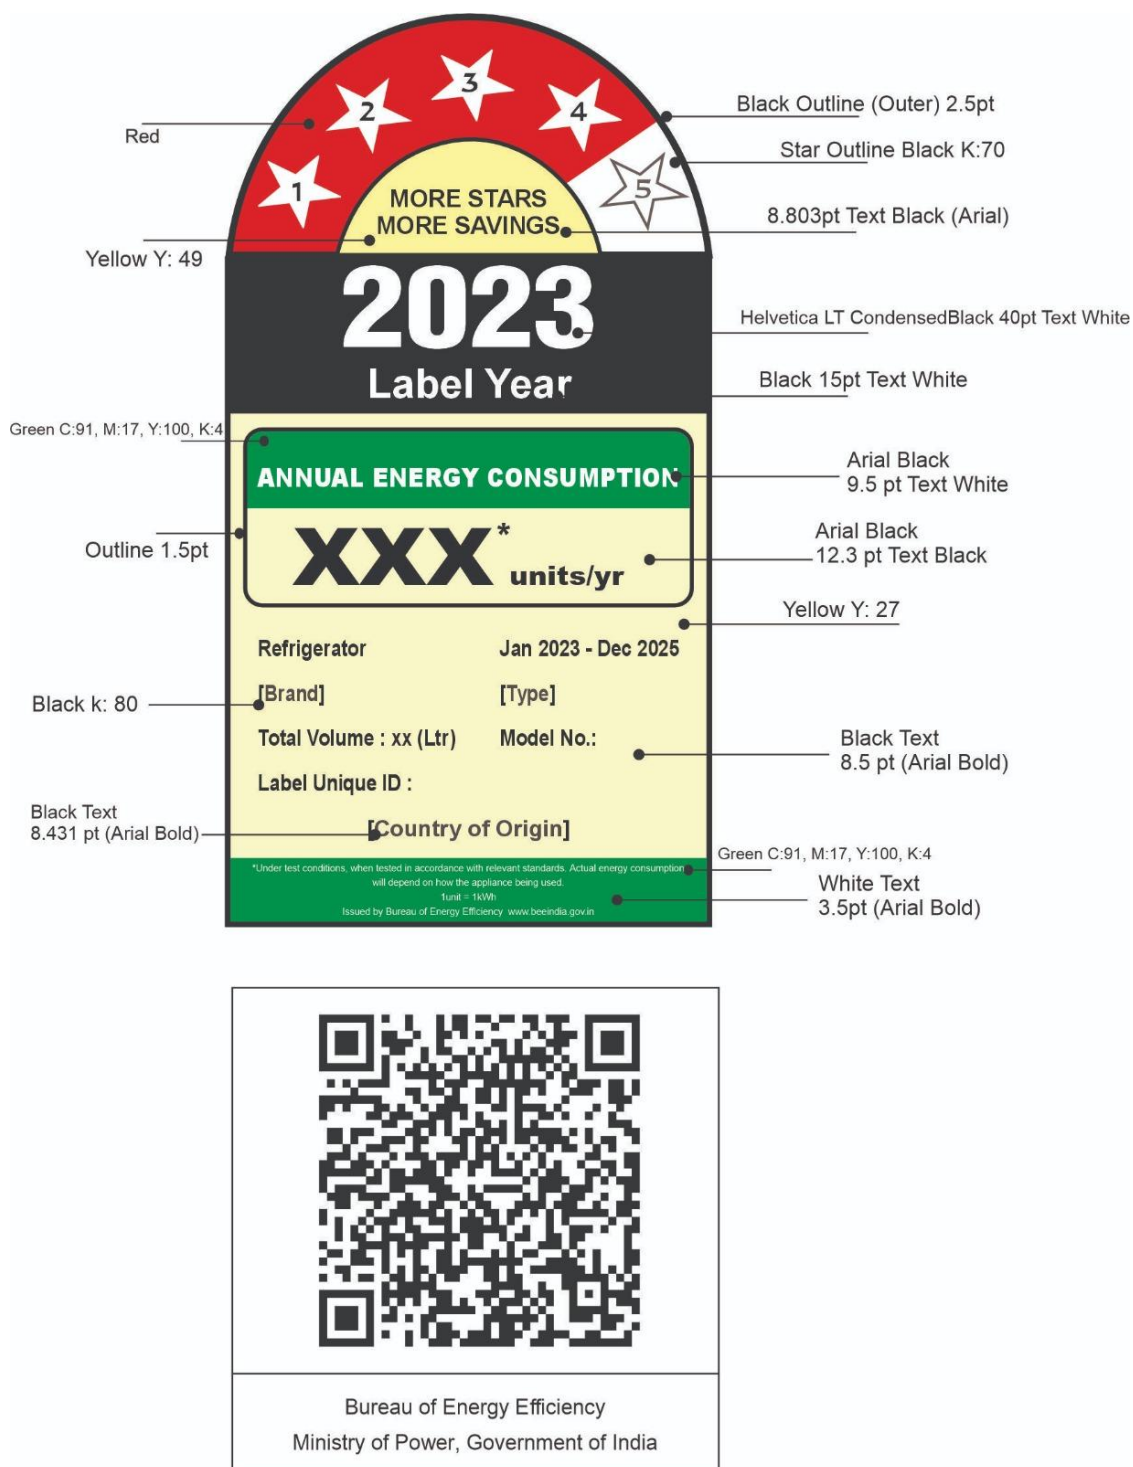 3
2
4
1
5
Red
Black Outline (Outer) 2.5pt
Star Outline Black K:70
MORE STARS
MORE SAVINGS
8.803pt Text Black (Arial)
Yellow Y: 49
2023
Helvetica LT CondensedBlack 40pt Text White
Label Year
Black 15pt Text White
Green C:91, M:17, Y:100, K:4
ANNUAL ENERGY CONSUMPTION
Arial Black
9.5 pt Text White
Outline 1.5pt
XXX* units/yr
Arial Black
12.3 pt Text Black
Yellow Y: 27
Refrigerator Jan 2023 - Dec 2025
Black k: 80
[Brand] [Type]
Total Volume : xx (Ltr) Model No.:
Black Text
8.5 pt (Arial Bold)
Label Unique ID :
Black Text
8.431 pt (Arial Bold)
[Country of Origin]
Green C:91, M:17, Y:100, K:4
*Under test conditions, when tested in accordance with relevant standards. Actual energy consumption
will depend on how the appliance being used.
1unit = 1kWh
Issued by Bureau of Energy Efficiency www.beeindia.gov.in
White Text
3.5pt (Arial Bold)
Bureau of Energy Efficiency
Ministry of Power, Government of India